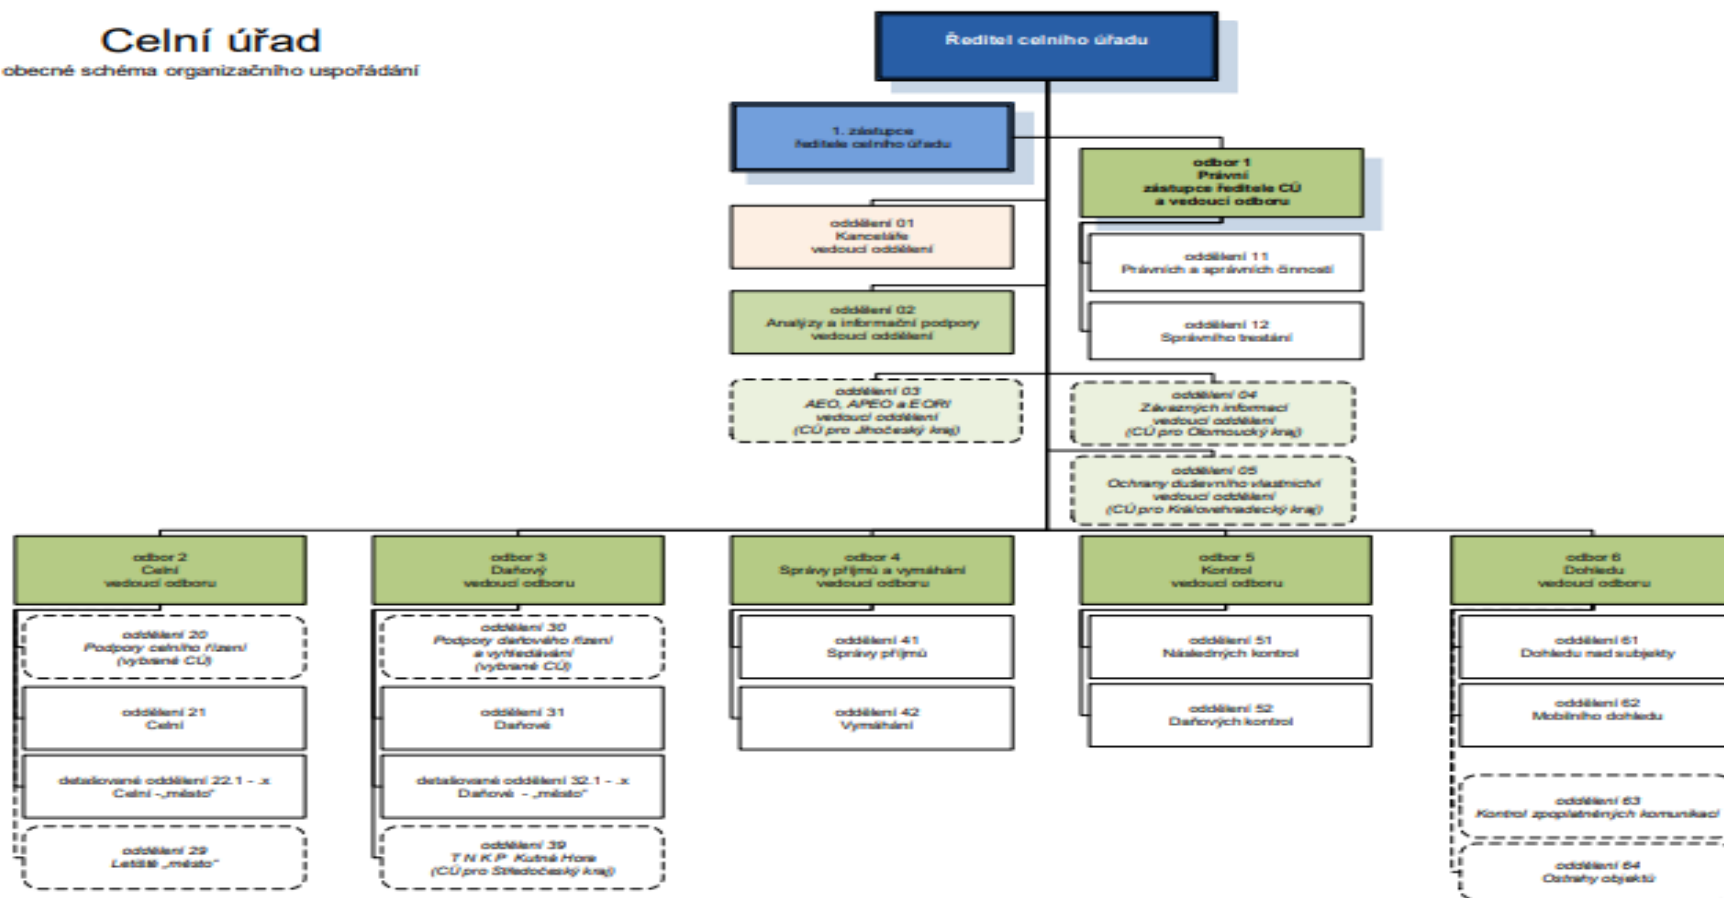 Celní úřad
obecné schéma organizačního uspořádání
Ředitel celního úřadu
1. zástupce
ředitele celního úřadu
odbor 1
Právní
zástupce ředitele CÚ
a vedoucí odboru
oddělení 01
Kanceláře
vedoucí oddělení
oddělení 11
Právních a správních činností
oddělení 02
Analýzy a informační podpory
vedoucí oddělení
oddělení 12
Správního trestání
oddělení 03
AEO, APEO a EORI
vedoucí oddělení
(CÚ pro Jihočeský kraj)
oddělení 04
Závazných informací
vedoucí oddělení
(CÚ pro Olomoucký kraj)
oddělení 05
Ochrany duševního vlastnictví
vedoucí oddělení
(CÚ pro Královehradecký kraj)
odbor 2
Celní
vedoucí odboru
odbor 3
Daňový
vedoucí odboru
odbor 4
Správy příjmů a vymáhání
vedoucí odboru
odbor 5
Kontrol
vedoucí odboru
odbor 6
Dohledu
vedoucí odboru
oddělení 20
Podpory celního řízení
(vybrané CÚ)
oddělení 30
Podpory daňového řízení
a vyhledávání
(vybrané CÚ)
oddělení 41
Správy příjmů
oddělení 51
Následných kontrol
oddělení 61
Dohledu nad subjekty
oddělení 21
Celní
oddělení 31
Daňové
oddělení 42
Vymáhání
oddělení 52
Daňových kontrol
oddělení 62
Mobilního dohledu
detašované oddělení 22.1 - .x
Celní -„město“
detašované oddělení 32.1 - .x
Daňové - „město“
oddělení 63
Kontrol zpoplatněných komunikací
oddělení 29
Letiště „město“
oddělení 39
T N K P Kutná Hora
(CÚ pro Středočeský kraj)
oddělení 64
Ostrahy objektů